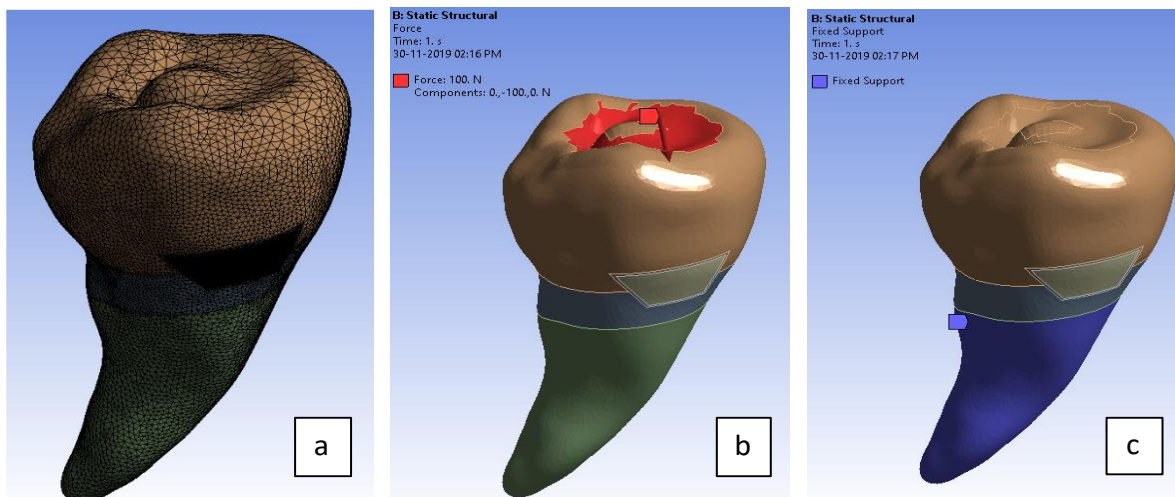 a
B: Static Structural
Force
Time: 1. s
30-11-2019 02:16 PM
Force: 100. N
Components: 0.,-100.,0. N
b
B: Static Structural
Fixed Support
Time: 1. s
30-11-2019 02:17 PM
Fixed Support
c